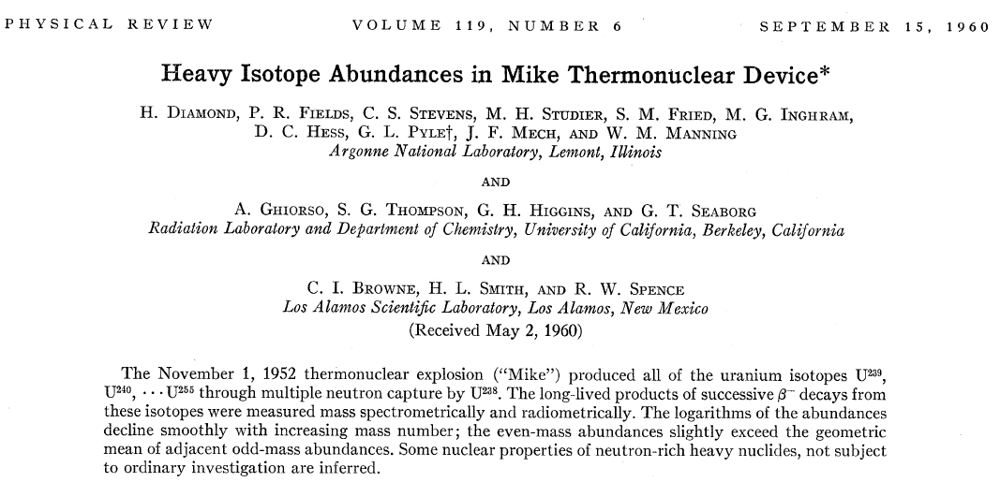 PHYSICAL REVIEW VOLUME 119, NUMBER 6 SEPTEMBER 15, 1960
Heavy Isotope Abundances in Mike Thermonuclear Device*
H. DIAMOND, P. R. FIELDS, C. S. STEVENS, M. H. STUDIER, S. M. FRIED, M. G. INGHRAM,
D. C. HESS, G. L. PYLE†, J. F. MECH, AND W. M. MANNING
Argonne National Laboratory, Lemont, Illinois
AND
A. GHIORSO, S. G. THOMPSON, G. H. HIGGINS, AND G. T. SEABORG
Radiation Laboratory and Department of Chemistry, University of California, Berkeley, California
AND
C. I. BROWNE, H. L. SMITH, AND R. W. SPENCE
Los Alamos Scientific Laboratory, Los Alamos, New Mexico
(Received May 2, 1960)
The November 1, 1952 thermonuclear explosion (“Mike”) produced all of the uranium isotopes U²³⁹,
U²⁴⁰, ···U²⁵⁵ through multiple neutron capture by U²³⁸. The long-lived products of successive β⁻ decays from
these isotopes were measured mass spectrometrically and radiometrically. The logarithms of the abundances
decline smoothly with increasing mass number; the even-mass abundances slightly exceed the geometric
mean of adjacent odd-mass abundances. Some nuclear properties of neutron-rich heavy nuclides, not subject
to ordinary investigation are inferred.